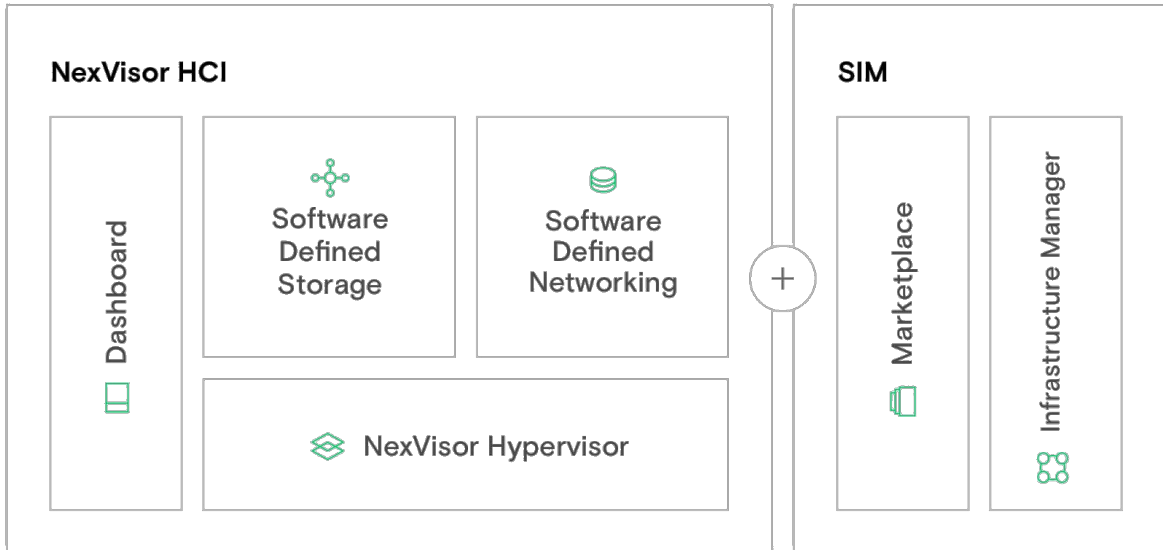 NexVisor HCI
SIM
Dashboard
Software
Defined
Storage
Software
Defined
Networking
NexVisor Hypervisor
+
Marketplace
Infrastructure Manager